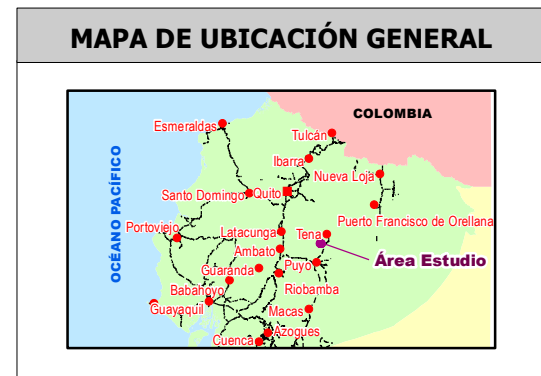 MAPA DE UBICACIÓN GENERAL
COLOMBIA
Esmeraldas
Tulcán
Ibarra
Nueva Loja
OCÉANO PACÍFICO
Santo Domingo
Quito
Puerto Francisco de Orellana
Portoviejo
Latacunga
Tena
Ambato
Área Estudio
Guaranda
Puyo
Babahoyo
Riobamba
Guayaquil
Macas
Azogues
Cuenca